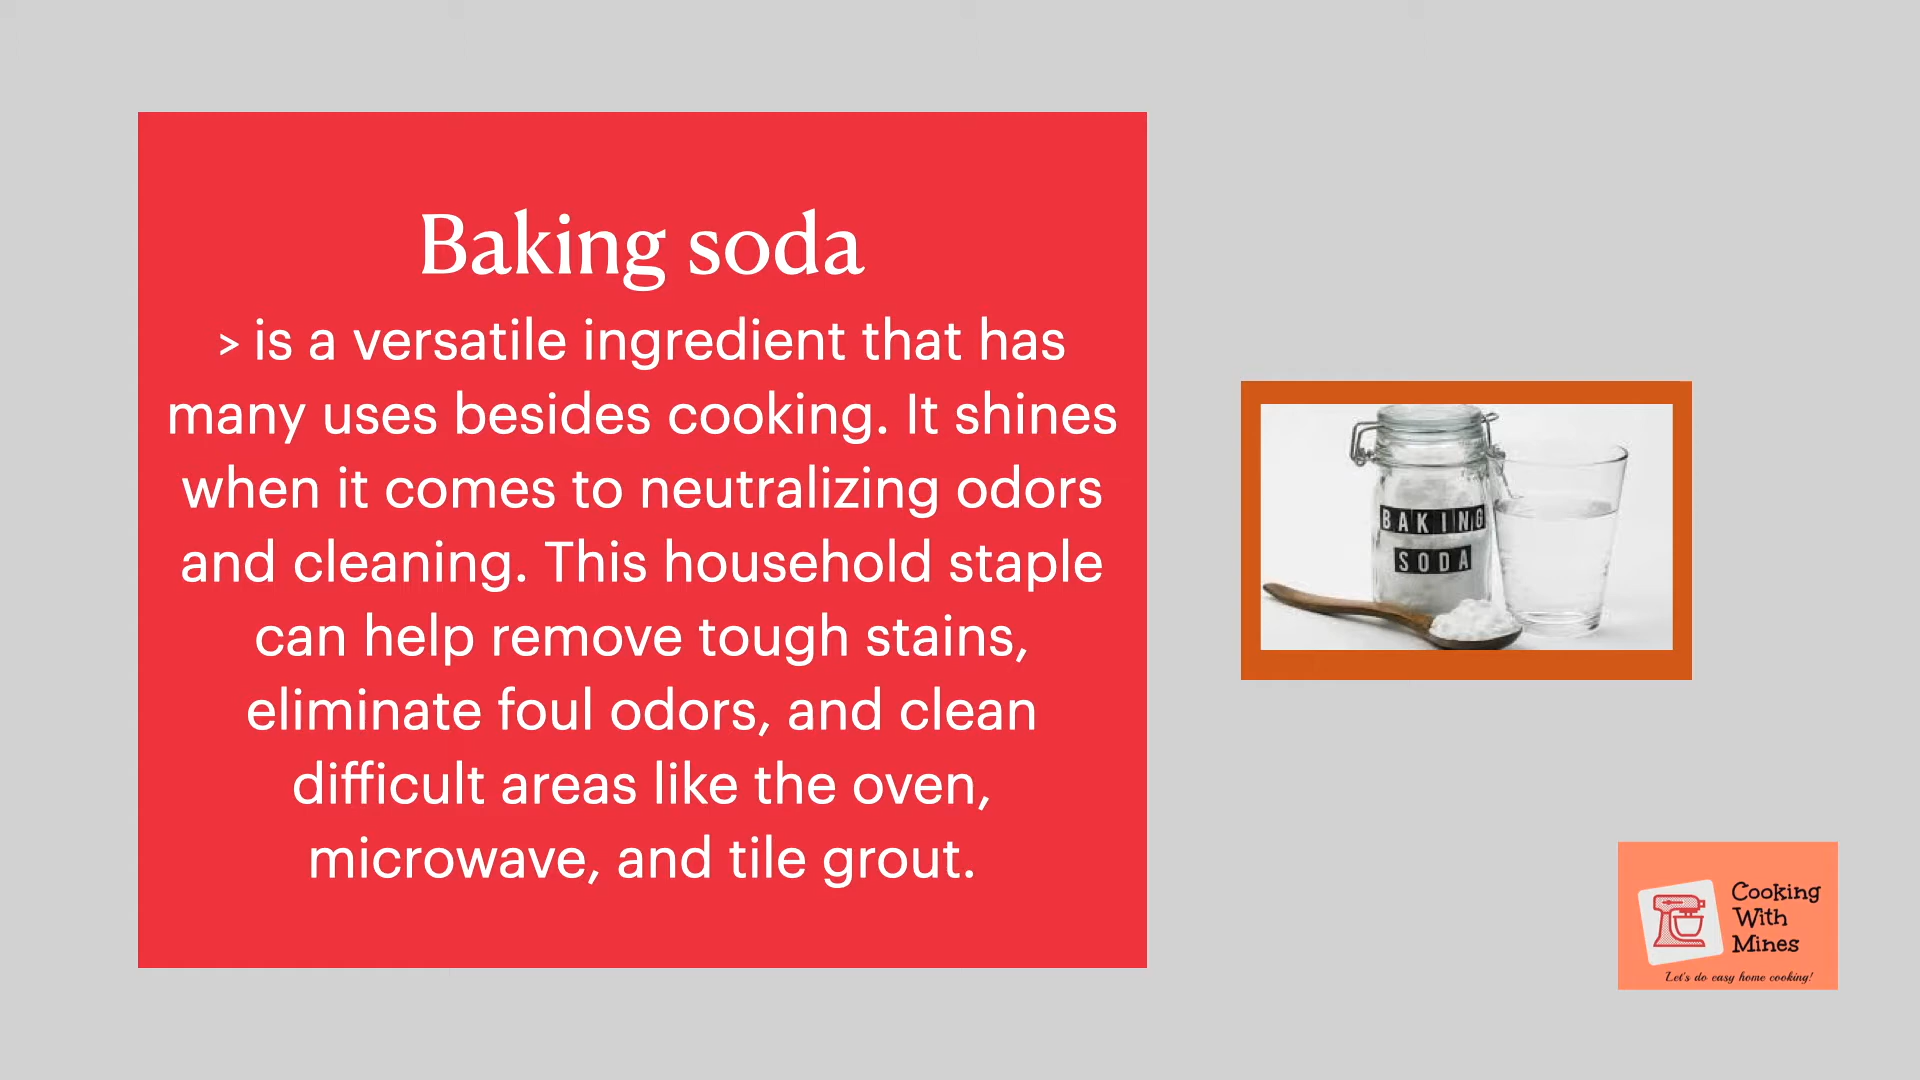 Baking soda
> is a versatile ingredient that has
many uses besides cooking. It shines
when it comes to neutralizing odors
and cleaning. This household staple
can help remove tough stains,
eliminate foul odors, and clean
difficult areas like the oven,
microwave, and tile grout.
BAKING
SODA
Cooking
With
Mines
Let's do easy home cooking!